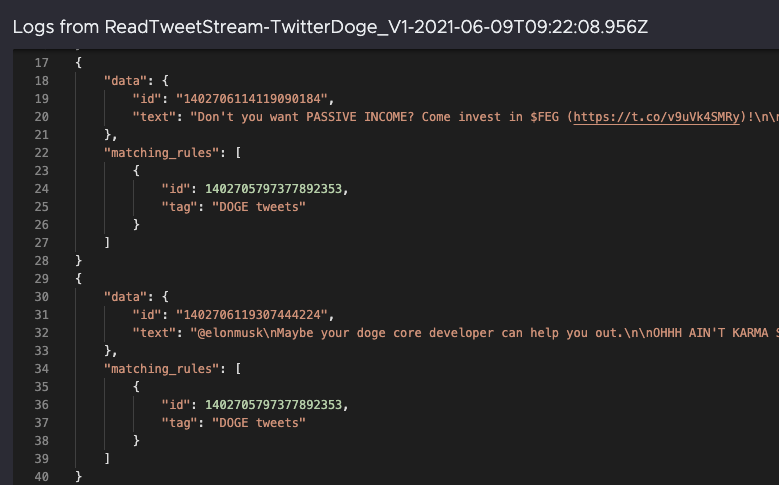 Logs from ReadTweetStream-TwitterDoge_V1-2021-06-09T09:22:08.956Z
17 {
18 "data": {
19 "id": "1402706114119090184",
20 "text": "Don't you want PASSIVE INCOME? Come invest in $FEG (https://t.co/v9uVk4SMRy)!\n\n
21 },
22 "matching_rules": [
23 {
24 "id": 1402705797377892353,
25 "tag": "DOGE tweets"
26 }
27 ]
28 }
29 {
30 "data": {
31 "id": "1402706119307444224",
32 "text": "@elonmusk\nMaybe your doge core developer can help you out.\n\nOHHH AIN'T KARMA
33 },
34 "matching_rules": [
35 {
36 "id": 1402705797377892353,
37 "tag": "DOGE tweets"
38 }
39 ]
40 }